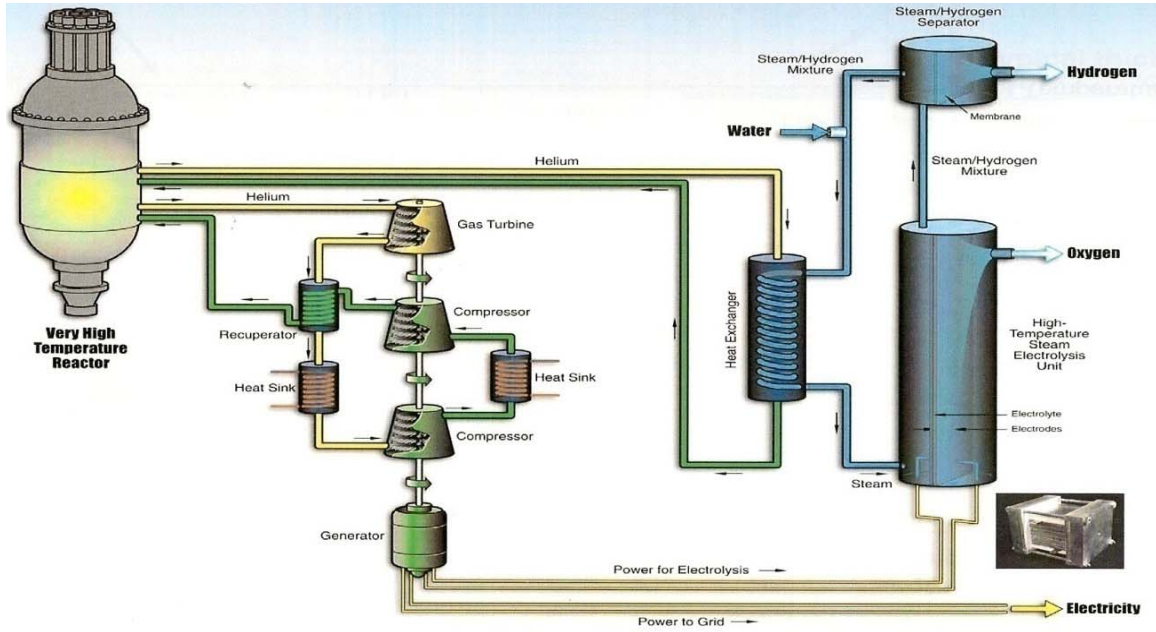 Steam/Hydrogen
Separator
Steam/Hydrogen
Mixture
Hydrogen
Membrane
Water
Helium
Steam/Hydrogen
Mixture
Helium
Gas Turbine
Oxygen
Compressor
Recuperator
Very High
Temperature
Reactor
Heat Exchanger
High-
Temperature
Steam
Electrolysis
Unit
Heat Sink
Heat Sink
Electrolyte
Electrodes
Compressor
Steam
Generator
Power for Electrolysis
Electricity
Power to Grid